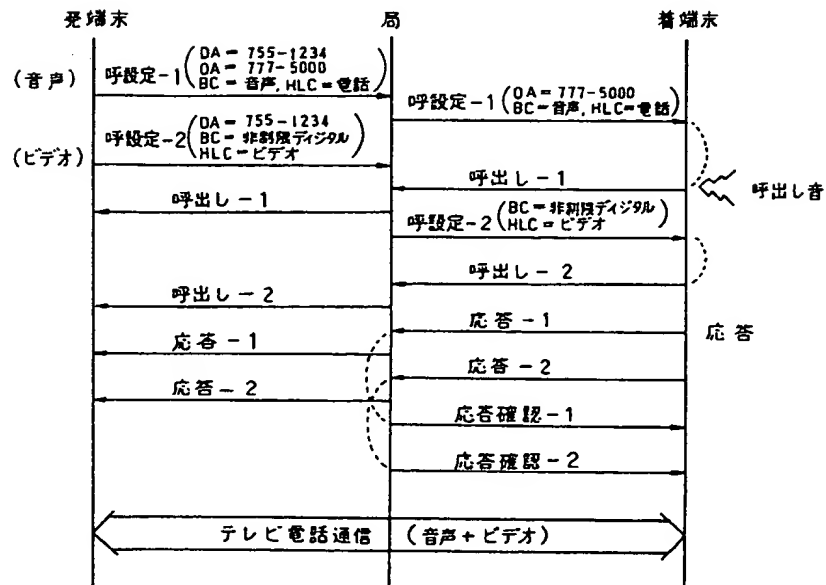 発端末 局 着端末
(音声) 呼設定-1 (DA = 755-1234
OA = 777-5000
BC = 音声, HLC = 電話)
呼設定-1 (OA = 777-5000
BC = 音声, HLC = 電話)
(ビデオ) 呼設定-2 (DA = 755-1234
BC = 非制限ディジタル
HLC = ビデオ)
呼出し-1
呼出し音
呼出し-1
呼設定-2 (BC = 非制限ディジタル
HLC = ビデオ)
呼出し-2
呼出し-2
応答-1 応答
応答-1
応答-2
応答-2
応答確認-1
応答確認-2
テレビ電話通信 (音声+ビデオ)